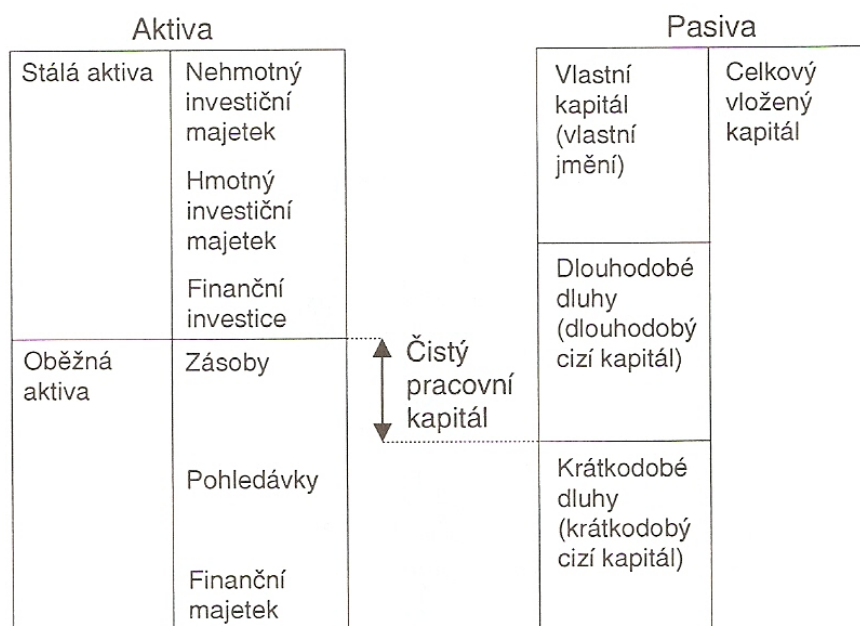 Aktiva
Stálá aktiva
Nehmotný
investiční
majetek
Hmotný
investiční
majetek
Finanční
investice
Oběžná
aktiva
Zásoby
Pohledávky
Finanční
majetek
Čistý
pracovní
kapitál
Pasiva
Vlastní
kapitál
(vlastní
jmění)
Dlouhodobé
dluhy
(dlouhodobý
cizí kapitál)
Krátkodobé
dluhy
(krátkodobý
cizí kapitál)
Celkový
vložený
kapitál